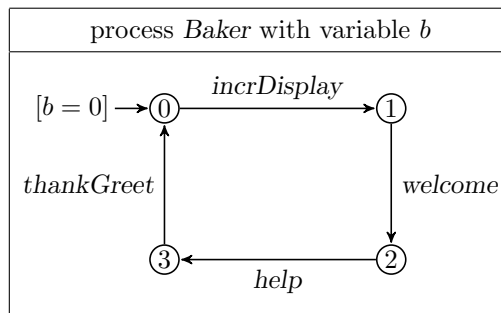 process Baker with variable b
incrDisplay
[b = 0] 0 1
thankGreet welcome
3 2
help